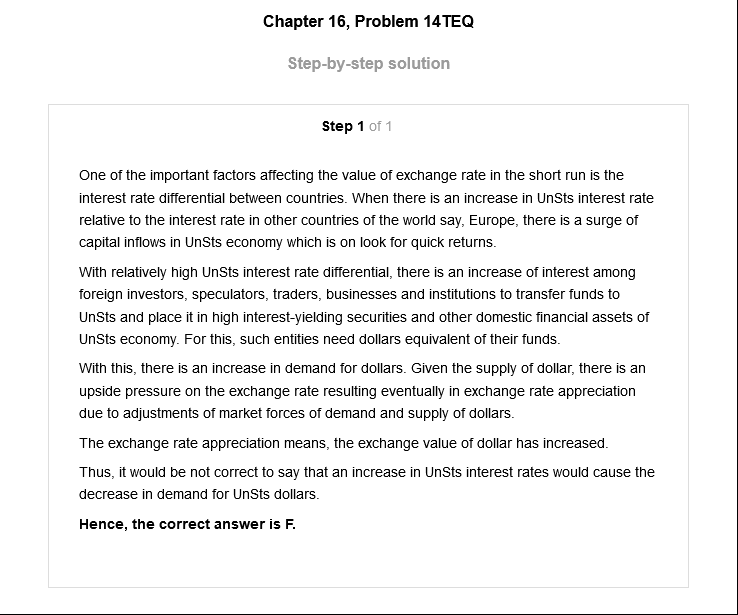 Chapter 16, Problem 14TEQ
Step-by-step solution
Step 1 of 1
One of the important factors affecting the value of exchange rate in the short run is the
interest rate differential between countries. When there is an increase in UnSts interest rate
relative to the interest rate in other countries of the world say, Europe, there is a surge of
capital inflows in UnSts economy which is on look for quick returns.
With relatively high UnSts interest rate differential, there is an increase of interest among
foreign investors, speculators, traders, businesses and institutions to transfer funds to
UnSts and place it in high interest-yielding securities and other domestic financial assets of
UnSts economy. For this, such entities need dollars equivalent of their funds.
With this, there is an increase in demand for dollars. Given the supply of dollar, there is an
upside pressure on the exchange rate resulting eventually in exchange rate appreciation
due to adjustments of market forces of demand and supply of dollars.
The exchange rate appreciation means, the exchange value of dollar has increased.
Thus, it would be not correct to say that an increase in UnSts interest rates would cause the
decrease in demand for UnSts dollars.
Hence, the correct answer is F.